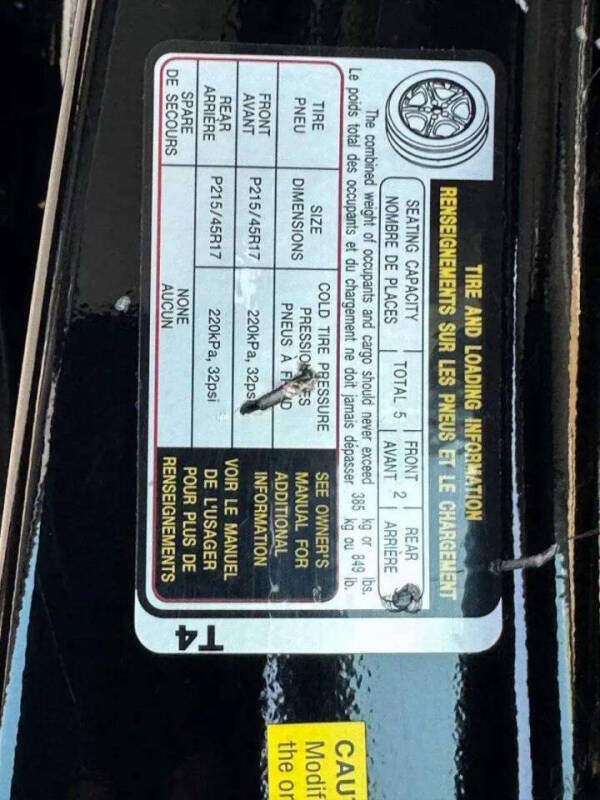 TIRE AND LOADING INFORMATION
RENSEIGNEMENTS SUR LES PNEUS ET LE CHARGEMENT
SEATING CAPACITY
NOMBRE DE PLACES
TOTAL 5
FRONT
AVANT 2
REAR
ARRIÈRE
The combined weight of occupants and cargo should never exceed 385 kg or 849 lbs.
Le poids total des occupants et du chargement ne doit jamais dépasser 385 kg ou 849 lb.
TIRE
PNEU
SIZE
DIMENSIONS
COLD TIRE PRESSURE
PNEUS À
FRONT
AVANT
P215/45R17
220kPa, 32psi
REAR
ARRIÈRE
P215/45R17
220kPa, 32psi
SPARE
DE SECOURS
NONE
AUCUN
SEE OWNER'S
MANUAL FOR
ADDITIONAL
INFORMATION
VOIR LE MANUEL
DE L'USAGER
POUR PLUS DE
RENSEIGNEMENTS
T4
the